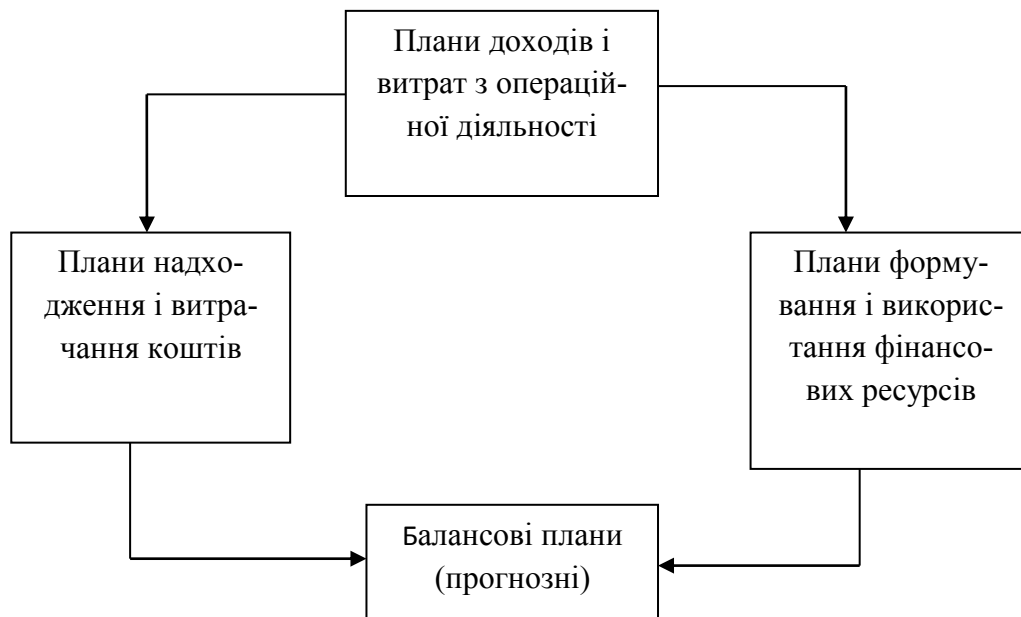 Плани доходів і
витрат з операцій-
ної діяльності
Плани надхо-
дження і витра-
чання коштів
Плани форму-
вання і викорис-
тання фінансо-
вих ресурсів
Балансові плани
(прогнозні)